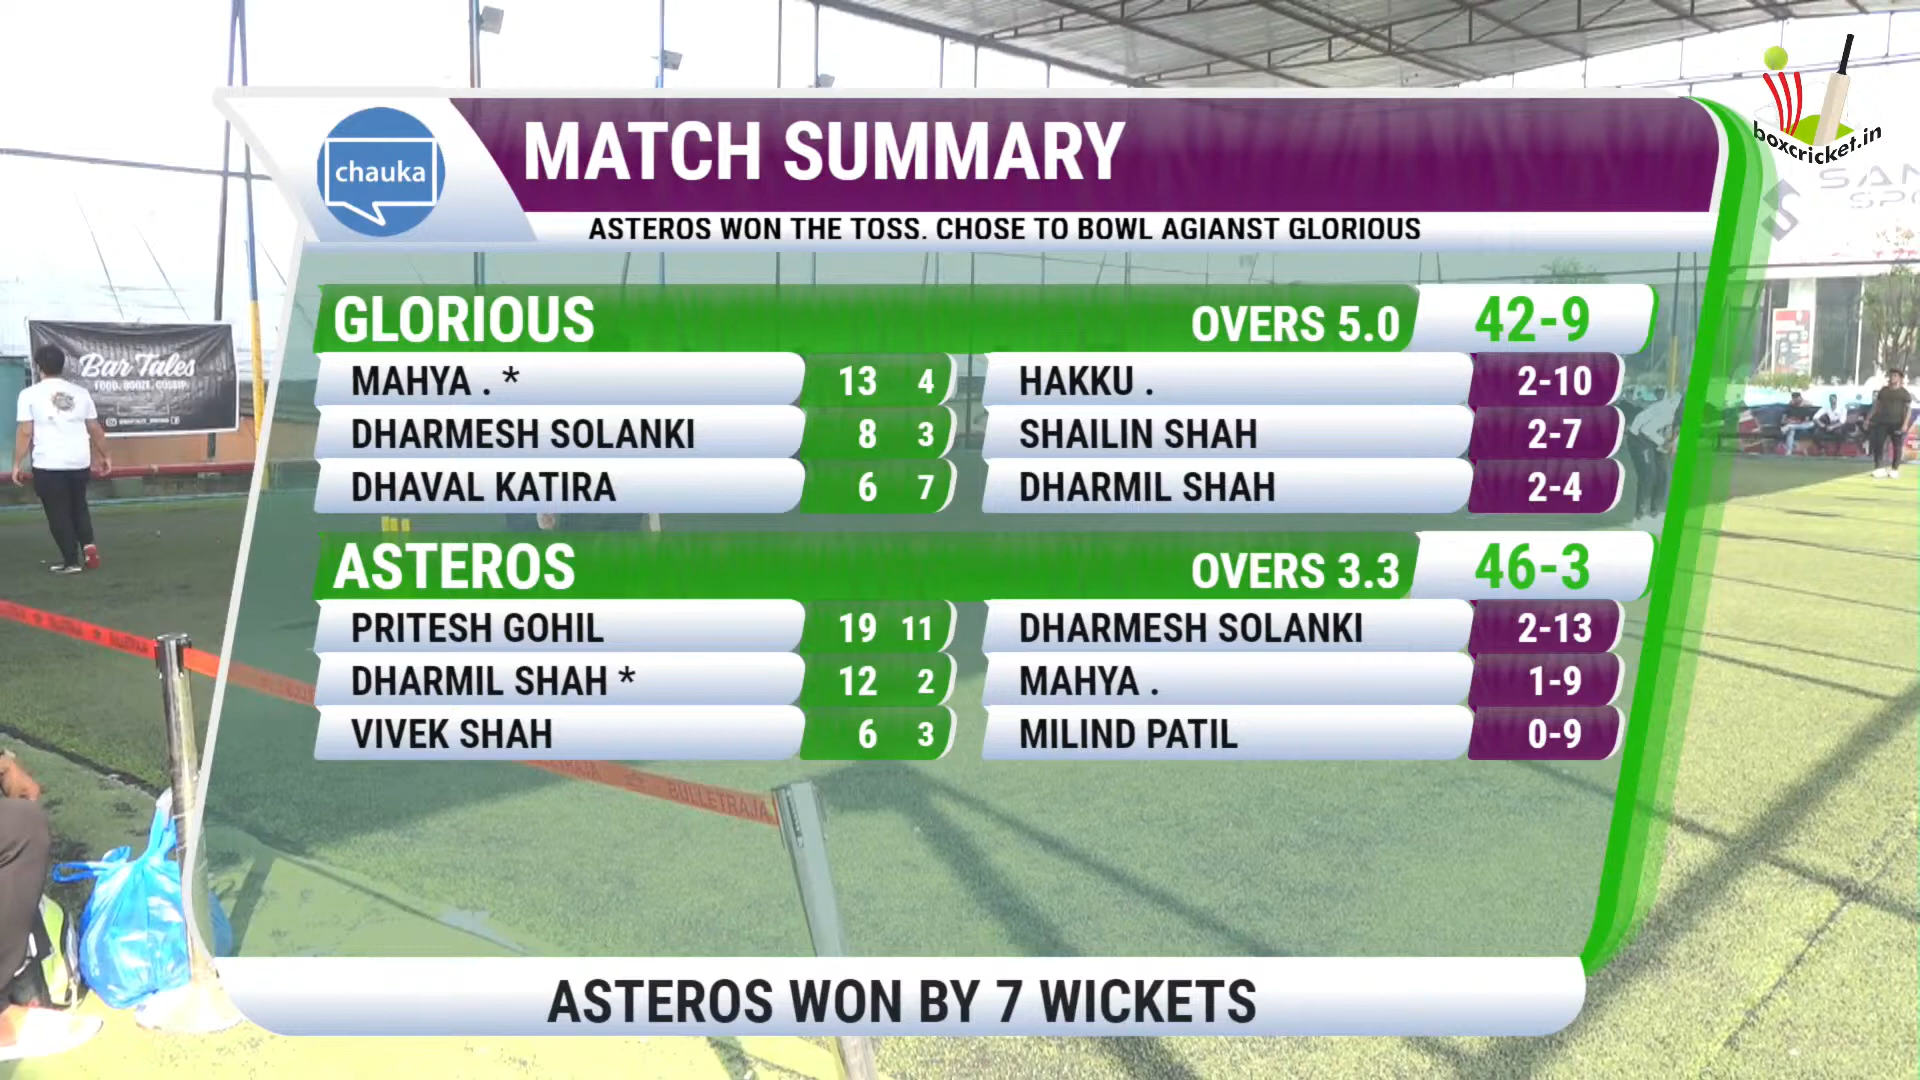 boxcricket.in
chauka
MATCH SUMMARY
ASTEROS WON THE TOSS. CHOSE TO BOWL AGIANST GLORIOUS
GLORIOUS OVERS 5.0 42-9
MAHYA . * 13 4 HAKKU . 2-10
DHARMESH SOLANKI 8 3 SHAILIN SHAH 2-7
DHAVAL KATIRA 6 7 DHARMIL SHAH 2-4
ASTEROS OVERS 3.3 46-3
PRITESH GOHIL 19 11 DHARMESH SOLANKI 2-13
DHARMIL SHAH * 12 2 MAHYA . 1-9
VIVEK SHAH 6 3 MILIND PATIL 0-9
ASTEROS WON BY 7 WICKETS
Bar Tales
FOOD. BOOZE. GOSSIP.
BULLETRAJA